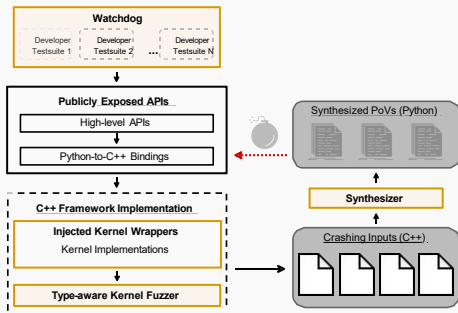 Watchdog
Developer Testsuite 1
Developer Testsuite 2
...
Developer Testsuite N
Publicly Exposed APIs
High-level APIs
Python-to-C++ Bindings
C++ Framework Implementation
Injected Kernel Wrappers
Kernel Implementations
Type-aware Kernel Fuzzer
Synthesized PoVs (Python)
Synthesizer
Crashing Inputs (C++)